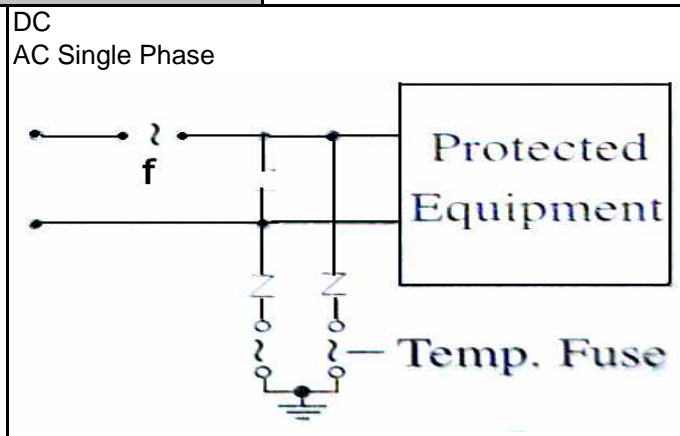 DC
AC Single Phase
f
Protected
Equipment
Temp. Fuse